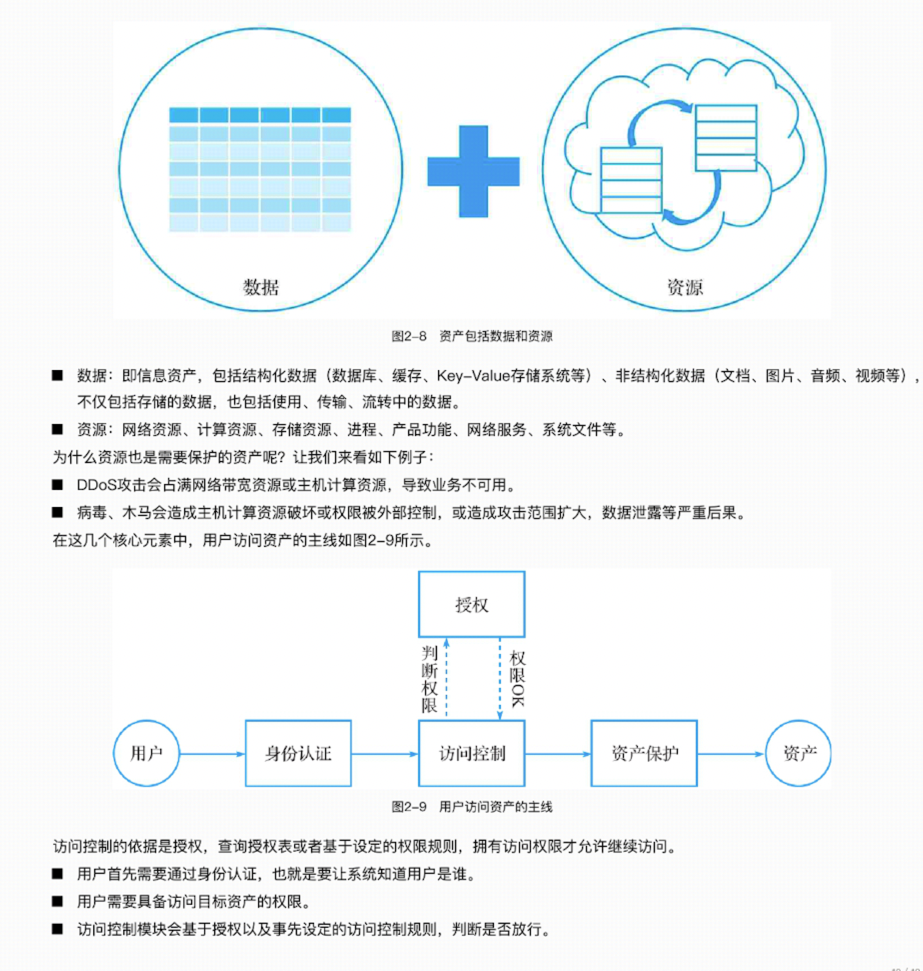 数据
资源
图2-8 资产包括数据和资源
■ 数据：即信息资产，包括结构化数据（数据库、缓存、Key-Value存储系统等）、非结构化数据（文档、图片、音频、视频等），
不仅包括存储的数据，也包括使用、传输、流转中的数据。
■ 资源：网络资源、计算资源、存储资源、进程、产品功能、网络服务、系统文件等。
为什么资源也是需要保护的资产呢？让我们来看如下例子：
■ DDoS攻击会占满网络带宽资源或主机计算资源，导致业务不可用。
■ 病毒、木马会造成主机计算资源破坏或权限被外部控制，或造成攻击范围扩大，数据泄露等严重后果。
在这几个核心元素中，用户访问资产的主线如图2-9所示。
授权
判断权限
权限OK
用户
身份认证
访问控制
资产保护
资产
图2-9 用户访问资产的主线
访问控制的依据是授权，查询授权表或者基于设定的权限规则，拥有访问权限才允许继续访问。
■ 用户首先需要通过身份认证，也就是要让系统知道用户是谁。
■ 用户需要具备访问目标资产的权限。
■ 访问控制模块会基于授权以及事先设定的访问控制规则，判断是否放行。